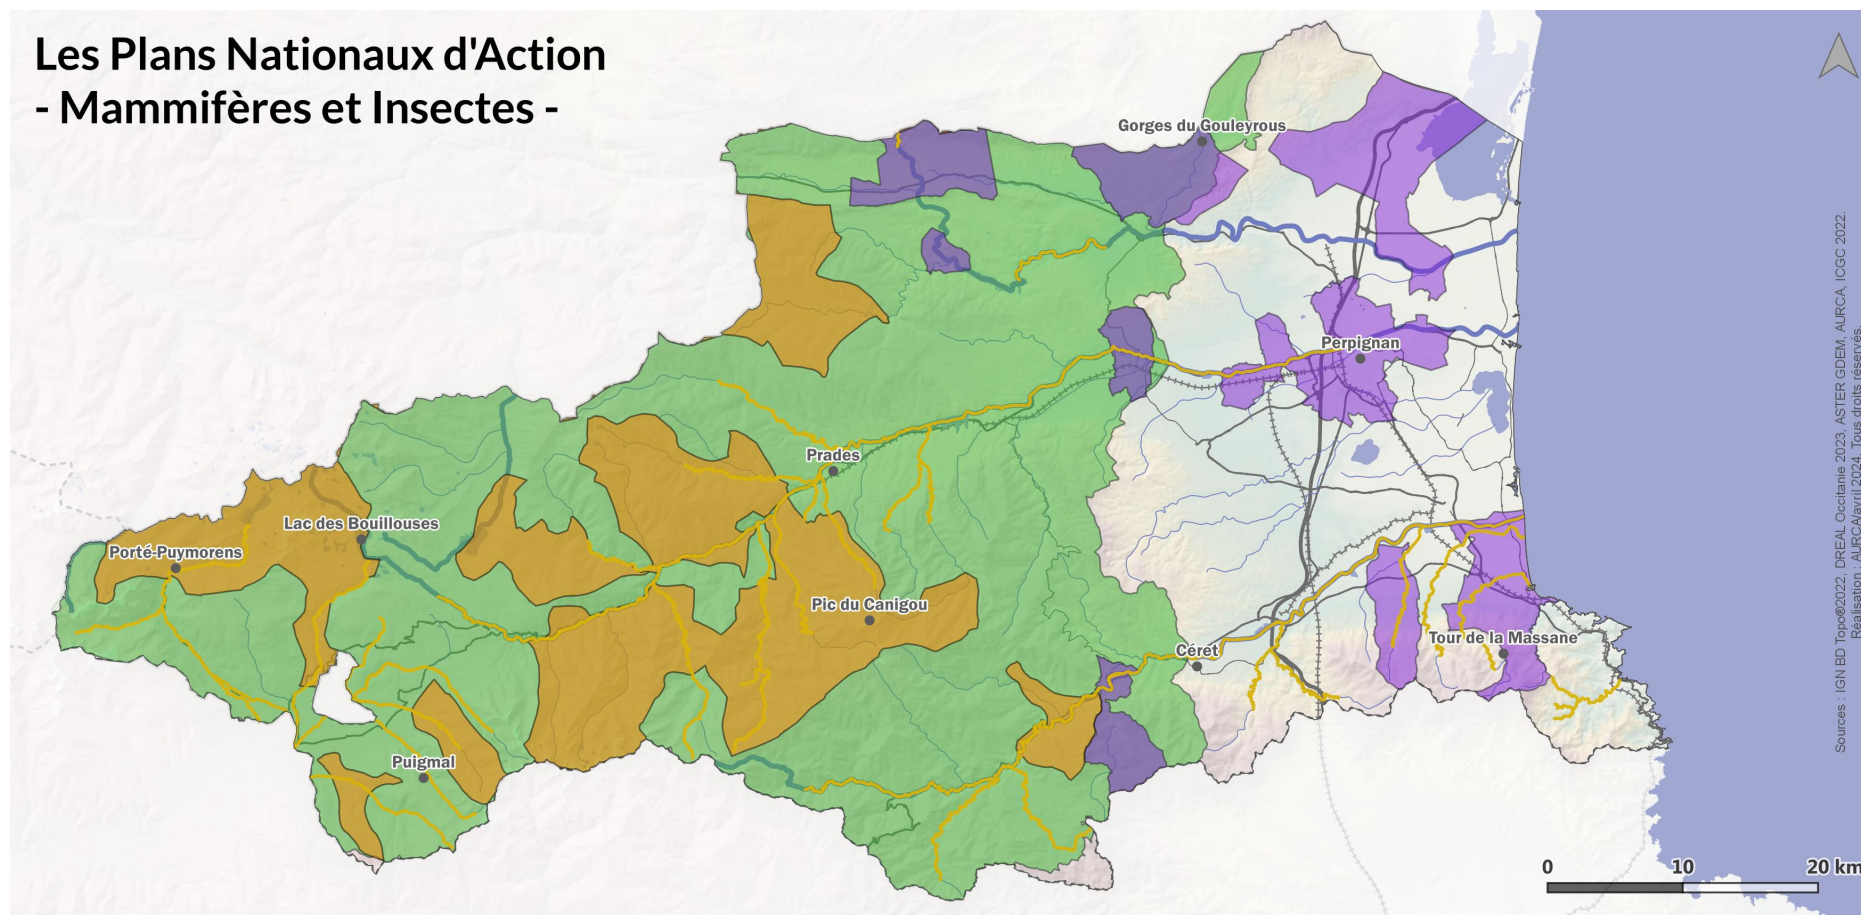 Les Plans Nationaux d'Action
- Mammifères et Insectes -
Gorges du Gouleyrous
Perpignan
Prades
Lac des Bouillouses
Porté-Puymorens
Pic du Canigou
Tour de la Massane
Céret
Puigmal
0 10 20 km
Sources : IGN BD Topo®2022, DREAL Occitanie 2023, ASTER GDEM, AURCA, ICGC 2022.
Réalisation : AURCA/avril 2024. Tous droits réservés.